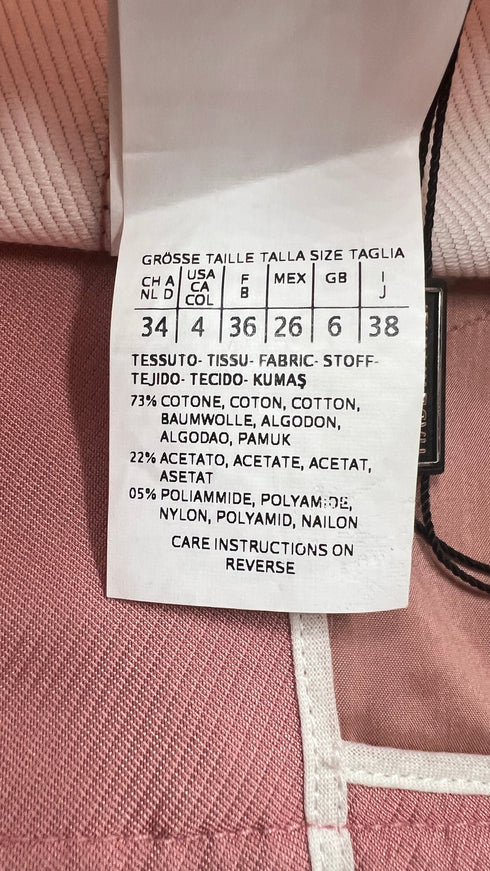 GRÖSSE TAILLE TALLA SIZE TAGLIA
CH A NL D | USA CA COL | F B | MEX | GB | I J
34 | 4 | 36 | 26 | 6 | 38
TESSUTO- TISSU- FABRIC- STOFF-
TEJIDO- TECIDO- KUMAŞ
73% COTONE, COTON, COTTON,
BAUMWOLLE, ALGODON,
ALGODAO, PAMUK
22% ACETATO, ACETATE, ACETAT,
ASETAT
05% POLIAMMIDE, POLYAMIDE,
NYLON, POLYAMID, NAILON
CARE INSTRUCTIONS ON
REVERSE